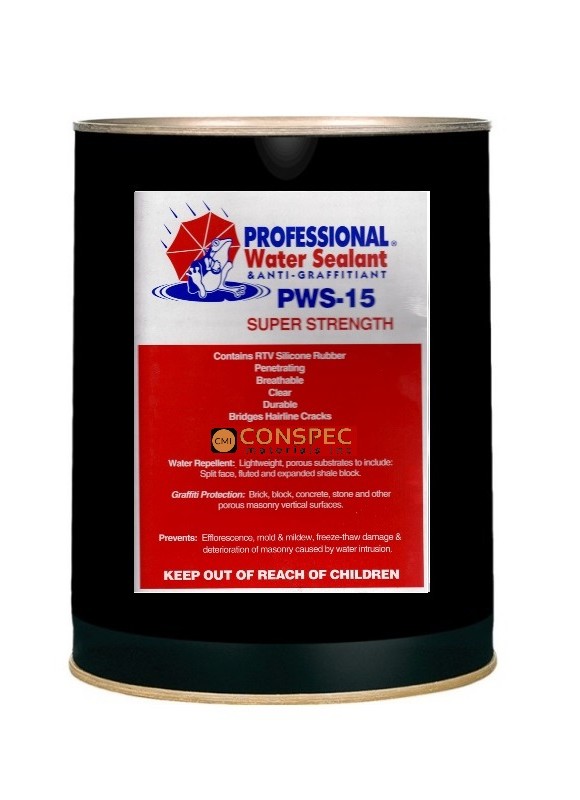 PROFESSIONAL®
Water Sealant
& ANTI-GRAFFITIANT
PWS-15
SUPER STRENGTH
Contains RTV Silicone Rubber
Penetrating
Breathable
Clear
Durable
Bridges Hairline Cracks
CMI CONSPEC
Materials Inc
Water Repellent: Lightweight, porous substrates to include:
Split face, fluted and expanded shale block.
Graffiti Protection: Brick, block, concrete, stone and other
porous masonry vertical surfaces.
Prevents: Efflorescence, mold & mildew, freeze-thaw damage &
deterioration of masonry caused by water intrusion.
KEEP OUT OF REACH OF CHILDREN